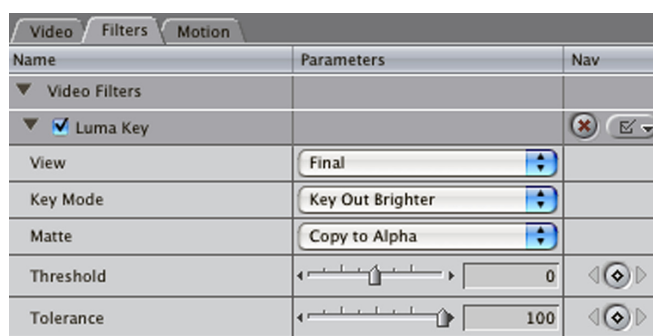 Video Filters Motion
Name Parameters Nav
Video Filters
Luma Key
View Final
Key Mode Key Out Brighter
Matte Copy to Alpha
Threshold 0
Tolerance 100